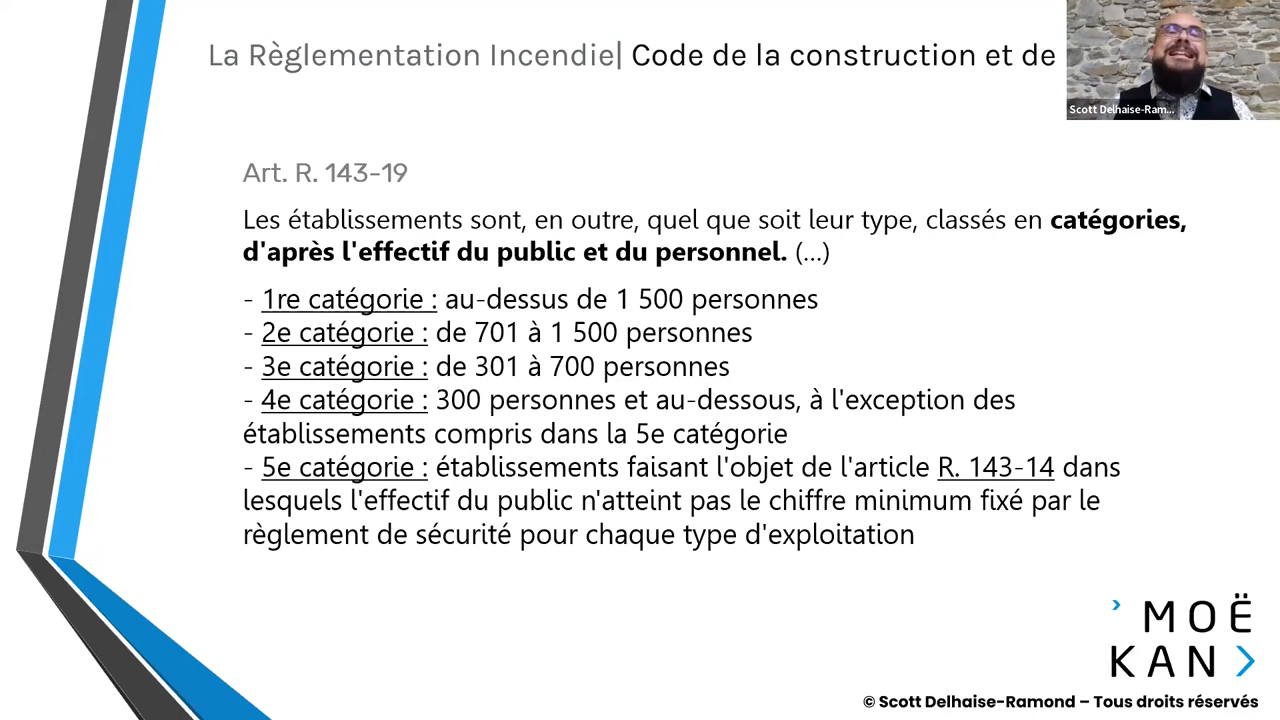 La Règlementation Incendie| Code de la construction et de
Scott Delhaise-Ram...
Art. R. 143-19
Les établissements sont, en outre, quel que soit leur type, classés en catégories,
d'après l'effectif du public et du personnel. (...)
- 1re catégorie : au-dessus de 1 500 personnes
- 2e catégorie : de 701 à 1 500 personnes
- 3e catégorie : de 301 à 700 personnes
- 4e catégorie : 300 personnes et au-dessous, à l'exception des
établissements compris dans la 5e catégorie
- 5e catégorie : établissements faisant l'objet de l'article R. 143-14 dans
lesquels l'effectif du public n'atteint pas le chiffre minimum fixé par le
règlement de sécurité pour chaque type d'exploitation
MOË
KAN
© Scott Delhaise-Ramond – Tous droits réservés